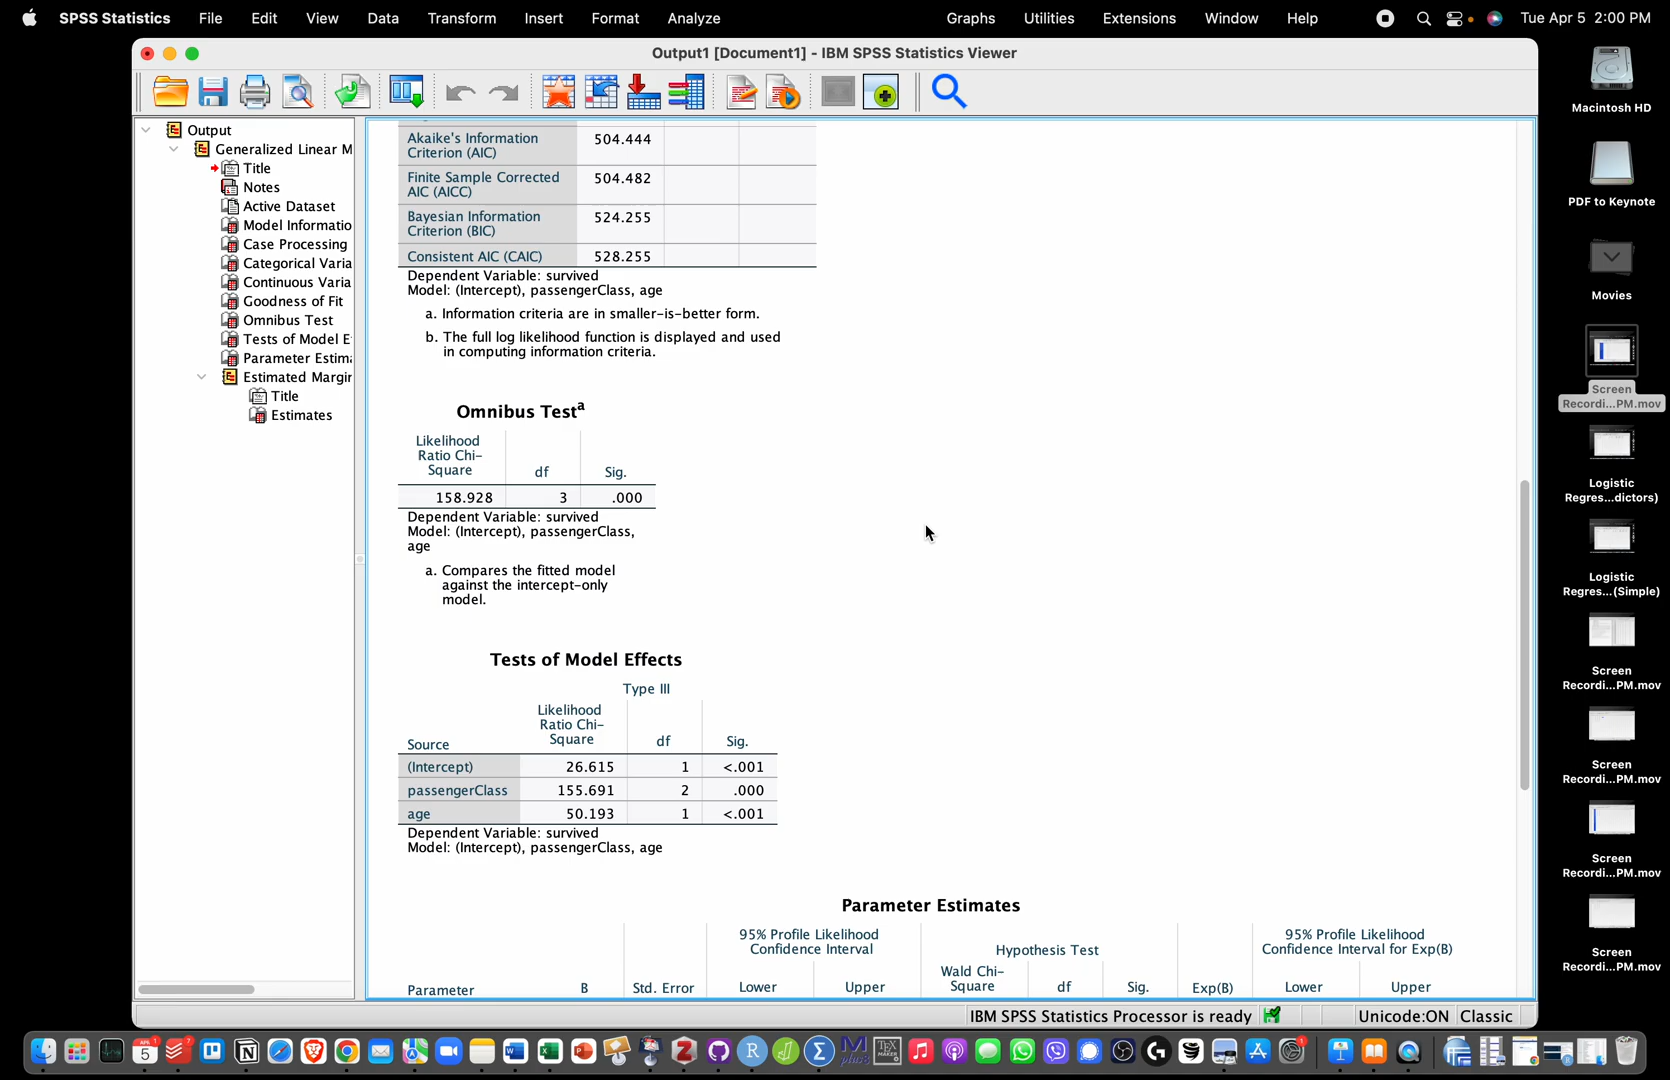 SPSS Statistics File Edit View Data Transform Insert Format Analyze Graphs Utilities Extensions Window Help Tue Apr 5 2:00 PM
Output1 [Document1] - IBM SPSS Statistics Viewer
Output
Generalized Linear M
Title
Notes
Active Dataset
Model Informatio
Case Processing
Categorical Varia
Continuous Varia
Goodness of Fit
Omnibus Test
Tests of Model E
Parameter Estima
Estimated Margin
Title
Estimates
Akaike's Information
Criterion (AIC) 504.444
Finite Sample Corrected
AIC (AICC) 504.482
Bayesian Information
Criterion (BIC) 524.255
Consistent AIC (CAIC) 528.255
Dependent Variable: survived
Model: (Intercept), passengerClass, age
a. Information criteria are in smaller-is-better form.
b. The full log likelihood function is displayed and used
in computing information criteria.
Omnibus Testa
Likelihood
Ratio Chi-
Square df Sig.
158.928 3 .000
Dependent Variable: survived
Model: (Intercept), passengerClass,
age
a. Compares the fitted model
against the intercept-only
model.
Tests of Model Effects
Type III
Likelihood
Ratio Chi-
Square
Source df Sig.
(Intercept) 26.615 1 <.001
passengerClass 155.691 2 .000
age 50.193 1 <.001
Dependent Variable: survived
Model: (Intercept), passengerClass, age
Parameter Estimates
95% Profile Likelihood
Confidence Interval
Hypothesis Test
95% Profile Likelihood
Confidence Interval for Exp(B)
Parameter B Std. Error Lower Upper
Wald Chi-
Square df Sig. Exp(B) Lower Upper
IBM SPSS Statistics Processor is ready Unicode:ON Classic
Macintosh HD
PDF to Keynote
Movies
Screen
Recordi...PM.mov
Logistic
Regres...dictors)
Logistic
Regres...(Simple)
Screen
Recordi...PM.mov
Screen
Recordi...PM.mov
Screen
Recordi...PM.mov
Screen
Recordi...PM.mov